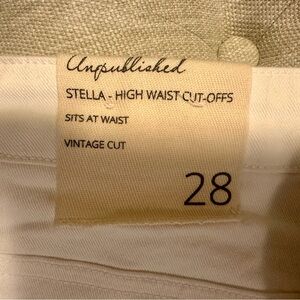 Unpublished
STELLA - HIGH WAIST CUT-OFFS
SITS AT WAIST
VINTAGE CUT
28